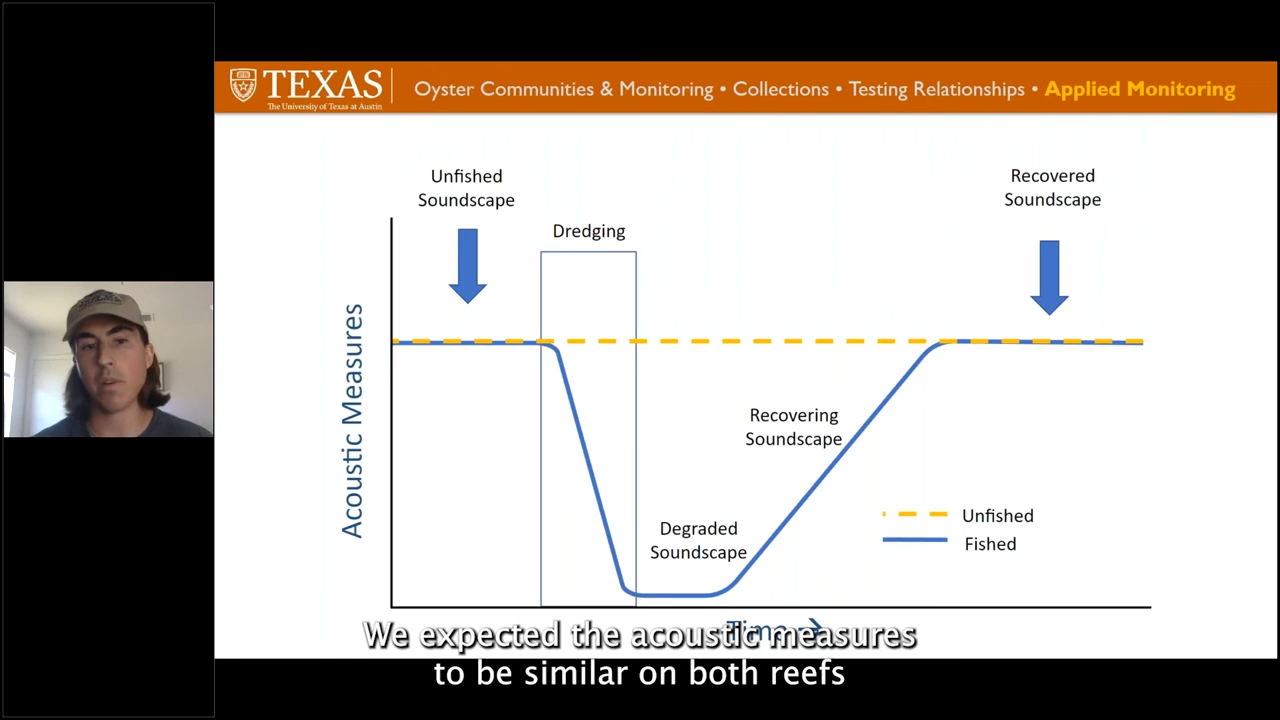 TEXAS
The University of Texas at Austin
Oyster Communities & Monitoring • Collections • Testing Relationships • Applied Monitoring
Unfished
Soundscape
Recovered
Soundscape
Dredging
Acoustic Measures
Recovering
Soundscape
Degraded
Soundscape
Unfished
Fished
Time →
We expected the acoustic measures
to be similar on both reefs